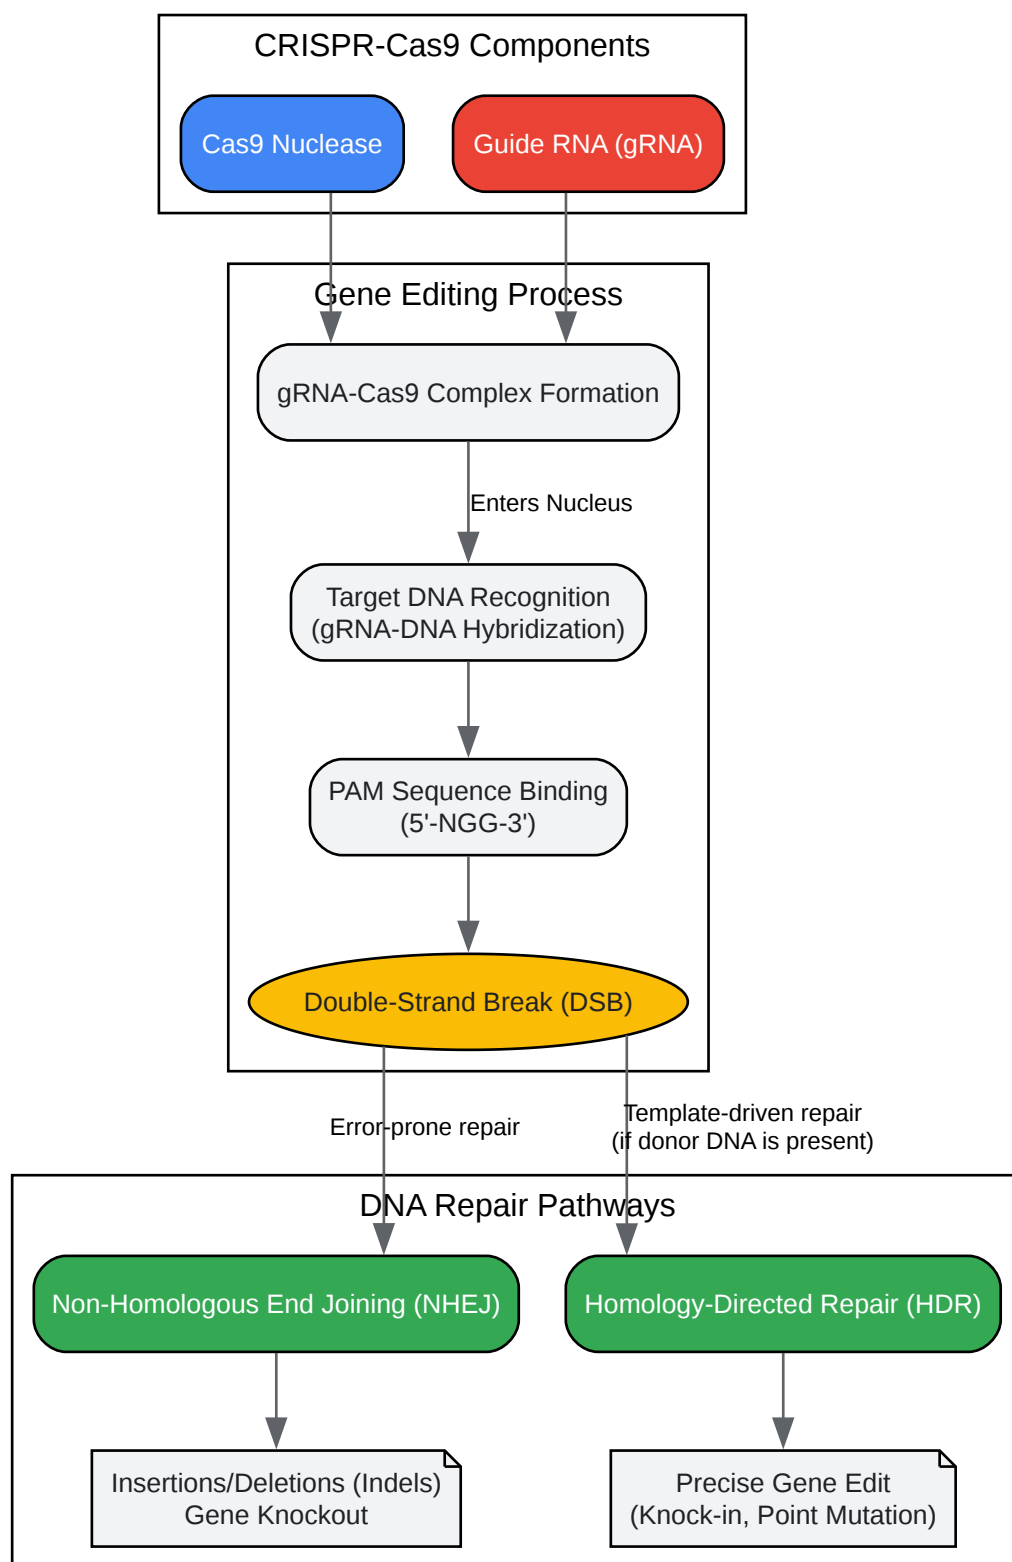 CRISPR-Cas9 Components
Cas9 Nuclease
Guide RNA (gRNA)
Gene Editing Process
gRNA-Cas9 Complex Formation
Enters Nucleus
Target DNA Recognition
(gRNA-DNA Hybridization)
PAM Sequence Binding
(5'-NGG-3')
Double-Strand Break (DSB)
Error-prone repair
Template-driven repair
(if donor DNA is present)
DNA Repair Pathways
Non-Homologous End Joining (NHEJ)
Homology-Directed Repair (HDR)
Insertions/Deletions (Indels)
Gene Knockout
Precise Gene Edit
(Knock-in, Point Mutation)